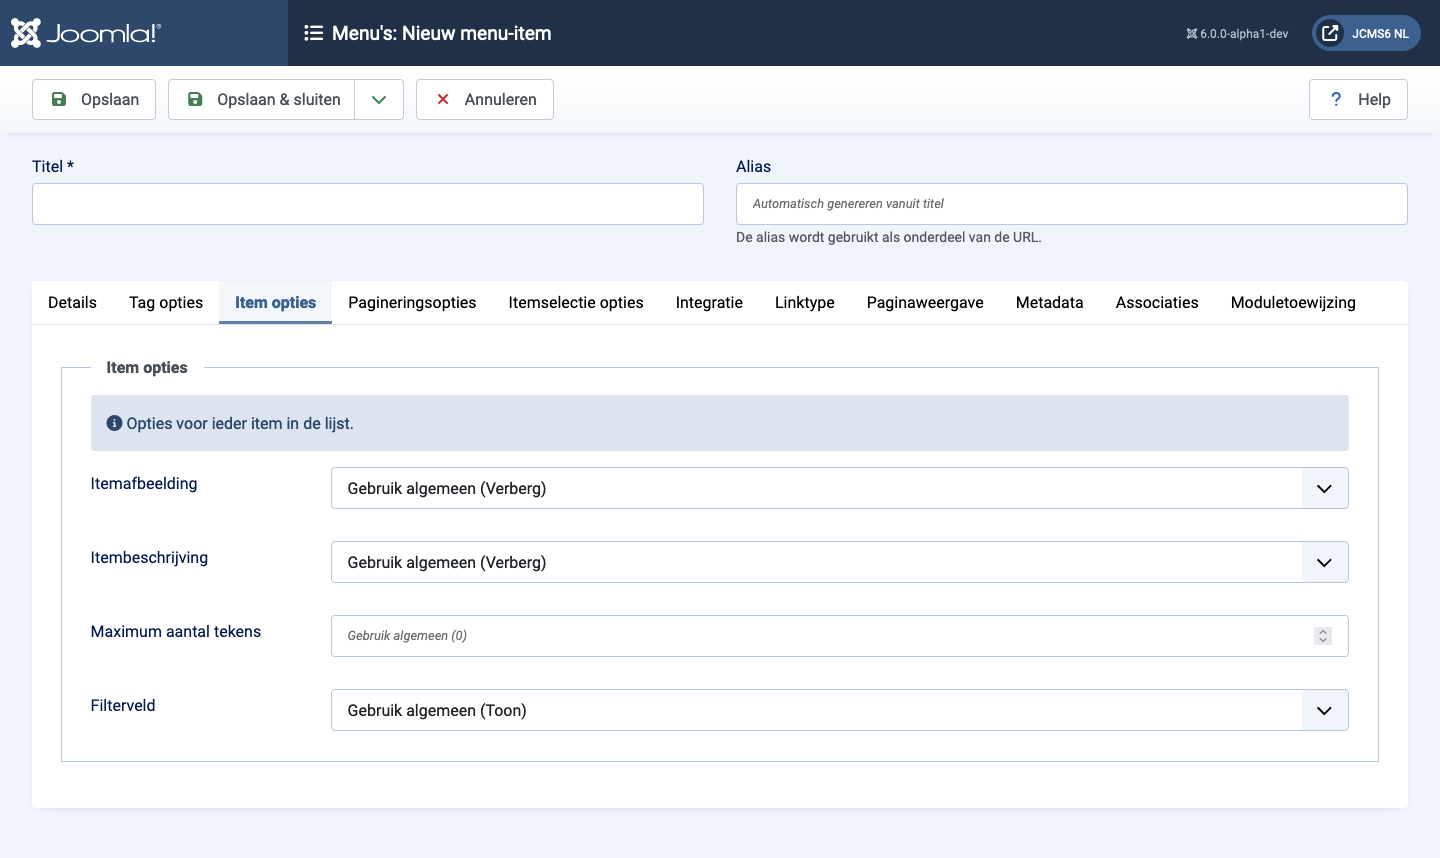 Joomla!®
Menu's: Nieuw menu-item
6.0.0-alpha1-dev
JCMS6 NL
Opslaan
Opslaan & sluiten
Annuleren
? Help
Titel *
Alias
Automatisch genereren vanuit titel
De alias wordt gebruikt als onderdeel van de URL.
Details
Tag opties
Item opties
Pagineringsopties
Itemselectie opties
Integratie
Linktype
Paginaweergave
Metadata
Associaties
Moduletoewijzing
Item opties
Opties voor ieder item in de lijst.
Itemafbeelding
Gebruik algemeen (Verberg)
Itembeschrijving
Gebruik algemeen (Verberg)
Maximum aantal tekens
Gebruik algemeen (0)
Filterveld
Gebruik algemeen (Toon)